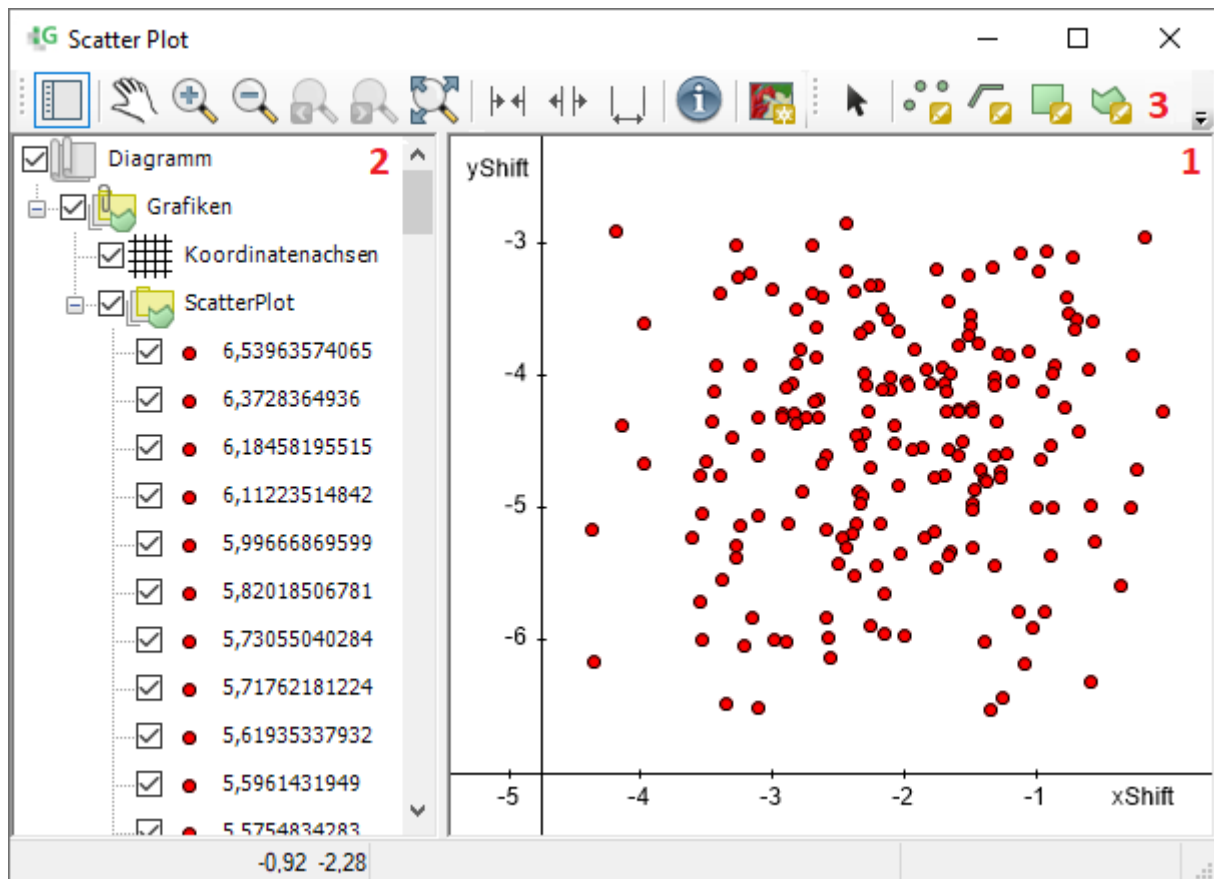 Scatter Plot
3
Diagramm
2
Grafiken
Koordinatenachsen
ScatterPlot
6,53963574065
6,3728364936
6,18458195515
6,11223514842
5,99666869599
5,82018506781
5,73055040284
5,71762181224
5,61935337932
5,5961431949
5,5754834283
1
yShift
-3
-4
-5
-6
-5 -4 -3 -2 -1 xShift
-0,92 -2,28